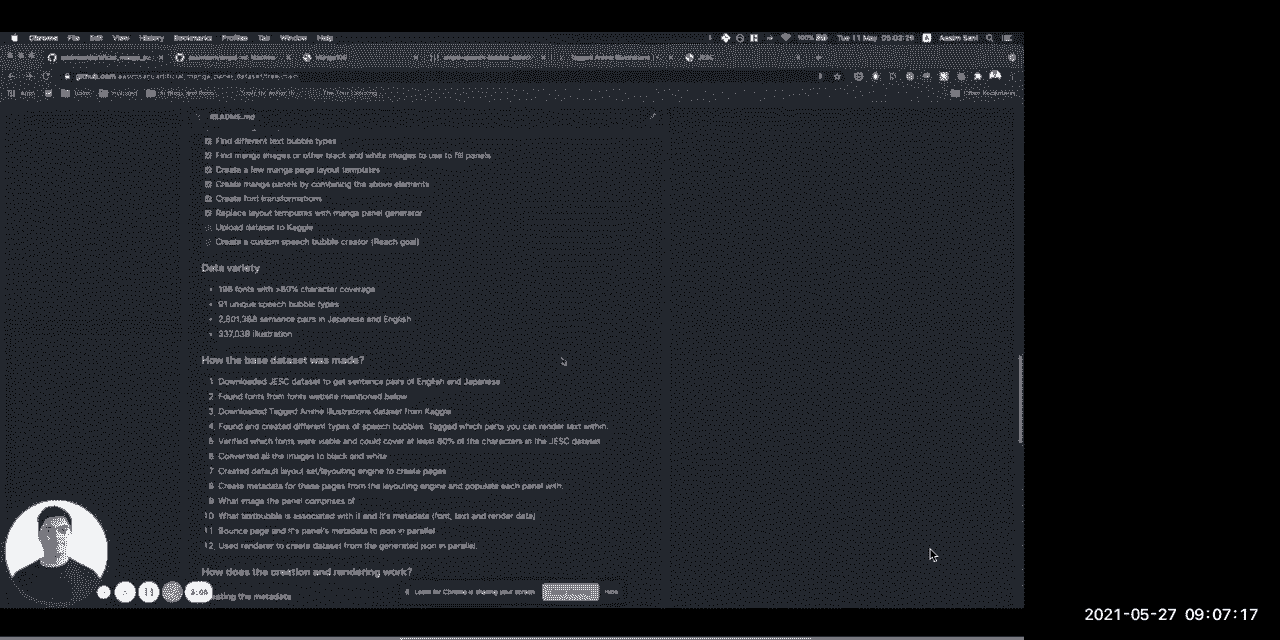 Chrome File Edit View History Bookmarks Profiles Tab Window Help 100% Tue 11 May
github.com
Other Bookmarks
README.md
Find different text bubble types
Find manga images or other black and white images to use to fill panels
Create a few manga page layout templates
Create manga panels by combining the above elements
Create font transformations
Replace layout templates with manga panel generator
Upload dataset to Kaggle
Create a custom speech bubble creator (Reach goal)
Data variety
196 fonts with >80% character coverage
91 unique speech bubble types
2,801,388 sentence pairs in Japanese and English
337,039 illustration
How the base dataset was made?
1 Downloaded JESC dataset to get sentence pairs of English and Japanese
2 Found fonts from fonts website mentioned below
3 Downloaded Tagged Anime Illustrations dataset from Kaggle
4 Found and created different types of speech bubbles. Tagged which parts you can render text within.
5 Verified which fonts were viable and could cover at least 80% of the characters in the JESC dataset
6 Converted all the images to black and white
7 Created default layout set/layouting engine to create pages
8 Create metadata for these pages from the layouting engine and populate each panel with:
9 What image the panel comprises of
10 What textbubble is associated with it and it's metadata (font, text and render data)
11 Bounce page and it's panel's metadata to json in parallel
12 Used renderer to create dataset from the generated json in parallel.
How does the creation and rendering work?
ating the metadata
Loom for Chrome is sharing your screen
2021-05-27 09:07:17